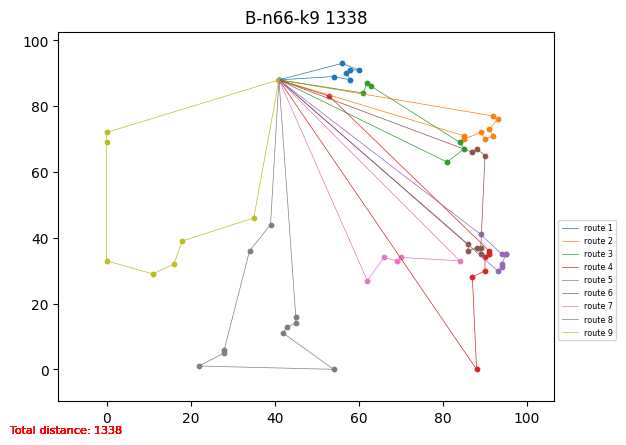 B-n66-k9 1338
100
80
60
40
20
0
0 20 40 60 80 100
route 1
route 2
route 3
route 4
route 5
route 6
route 7
route 8
route 9
Total distance: 1338